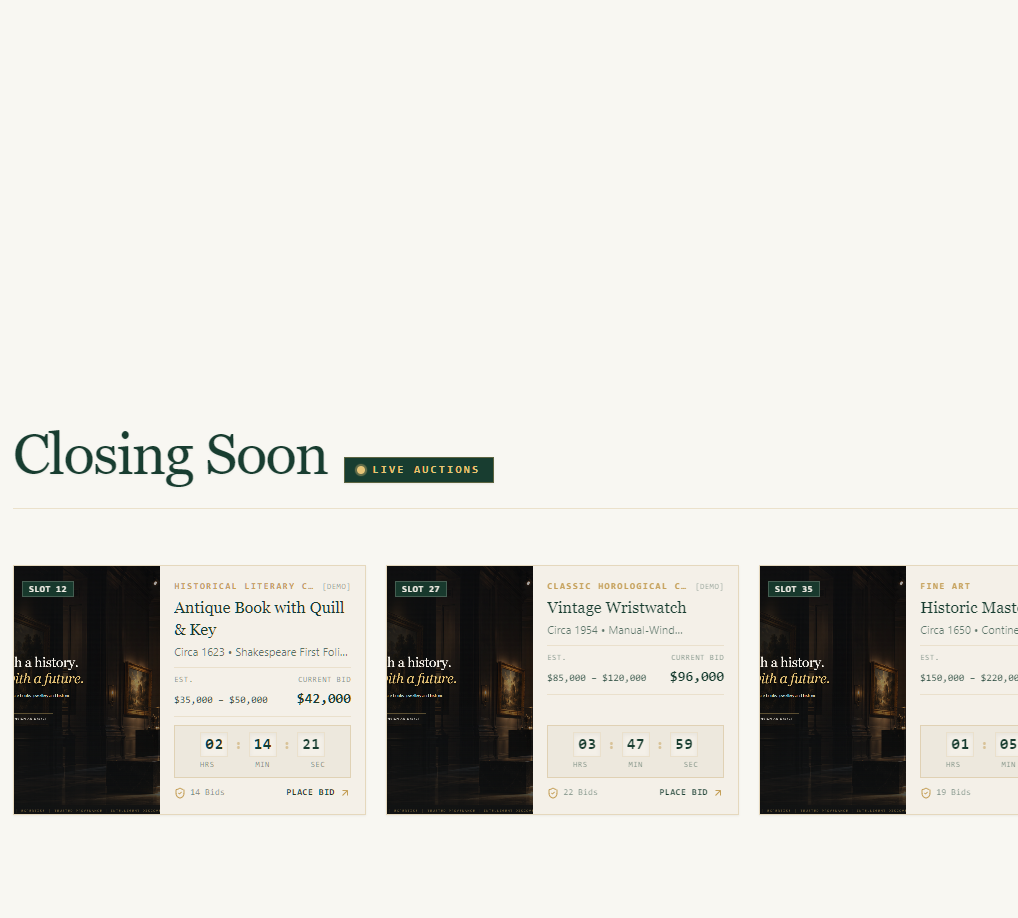 Closing Soon
LIVE AUCTIONS
SLOT 12
h a history.
ith a future.
HISTORICAL LITERARY C… [DEMO]
Antique Book with Quill
& Key
Circa 1623 • Shakespeare First Foli...
EST. CURRENT BID
$35,000 – $50,000 $42,000
02 : 14 : 21
HRS MIN SEC
14 Bids PLACE BID
SLOT 27
h a history.
ith a future.
CLASSIC HOROLOGICAL C… [DEMO]
Vintage Wristwatch
Circa 1954 • Manual-Wind...
EST. CURRENT BID
$85,000 – $120,000 $96,000
03 : 47 : 59
HRS MIN SEC
22 Bids PLACE BID
SLOT 35
h a history.
ith a future.
FINE ART
Historic Mast
Circa 1650 • Contine
EST.
$150,000 – $220,00
01 : 05
HRS MIN
19 Bids